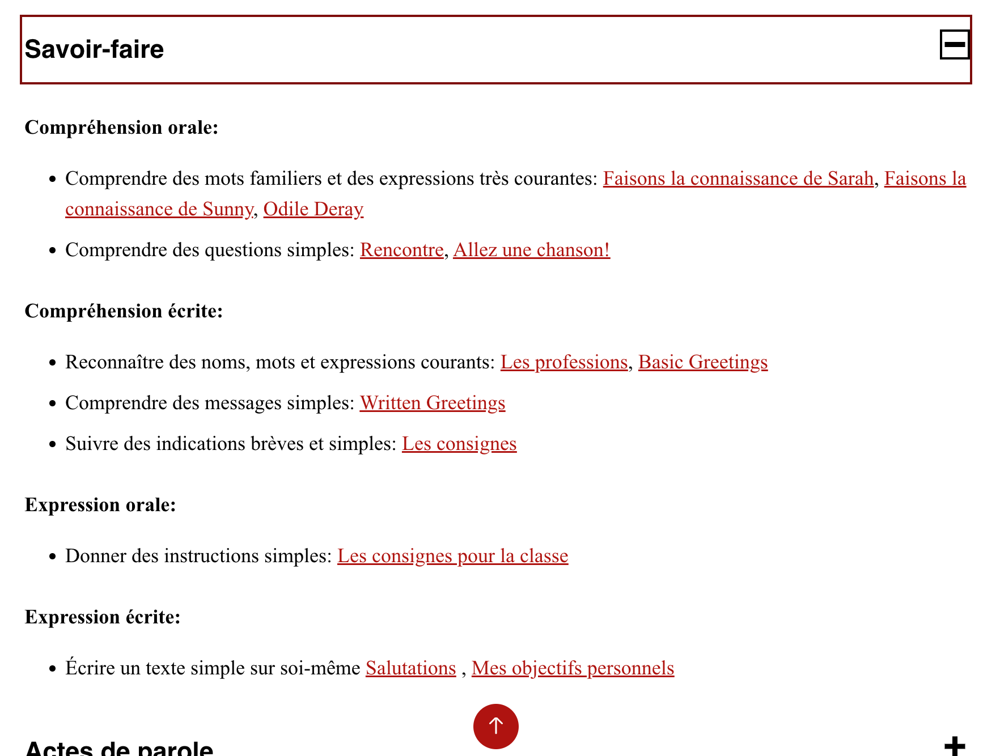 Savoir-faire
Compréhension orale:
Comprendre des mots familiers et des expressions très courantes: Faisons la connaissance de Sarah, Faisons la
connaissance de Sunny, Odile Deray
Comprendre des questions simples: Rencontre, Allez une chanson!
Compréhension écrite:
Reconnaître des noms, mots et expressions courants: Les professions, Basic Greetings
Comprendre des messages simples: Written Greetings
Suivre des indications brèves et simples: Les consignes
Expression orale:
Donner des instructions simples: Les consignes pour la classe
Expression écrite:
Écrire un texte simple sur soi-même Salutations , Mes objectifs personnels
Actes de parole